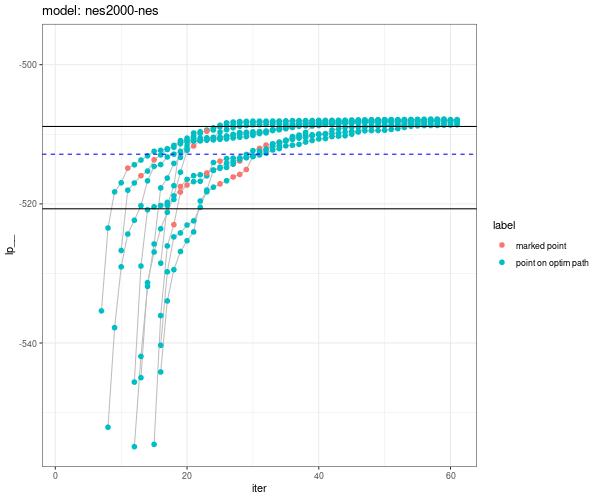 model: nes2000-nes
-500
-520
-540
lp__
0
20
40
60
iter
label
marked point
point on optim path